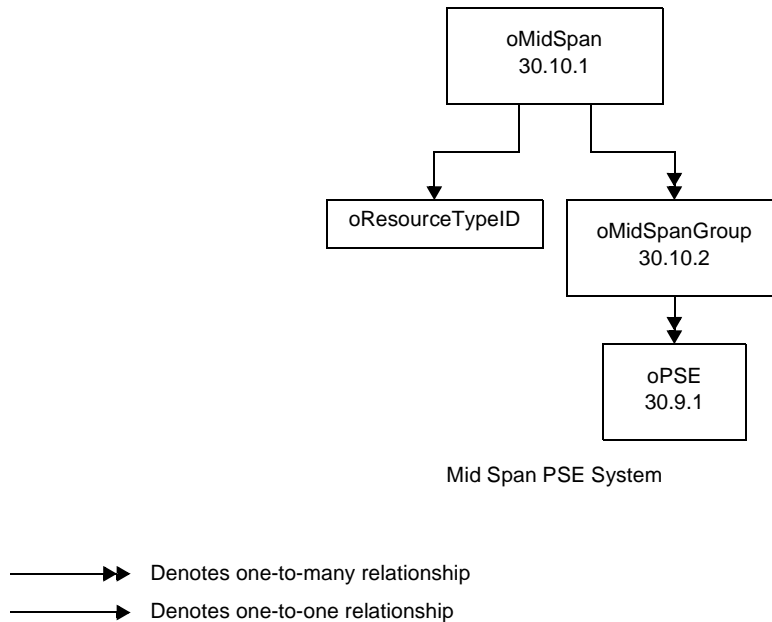 oMidSpan
30.10.1
oResourceTypeID
oMidSpanGroup
30.10.2
oPSE
30.9.1
Mid Span PSE System
Denotes one-to-many relationship
Denotes one-to-one relationship